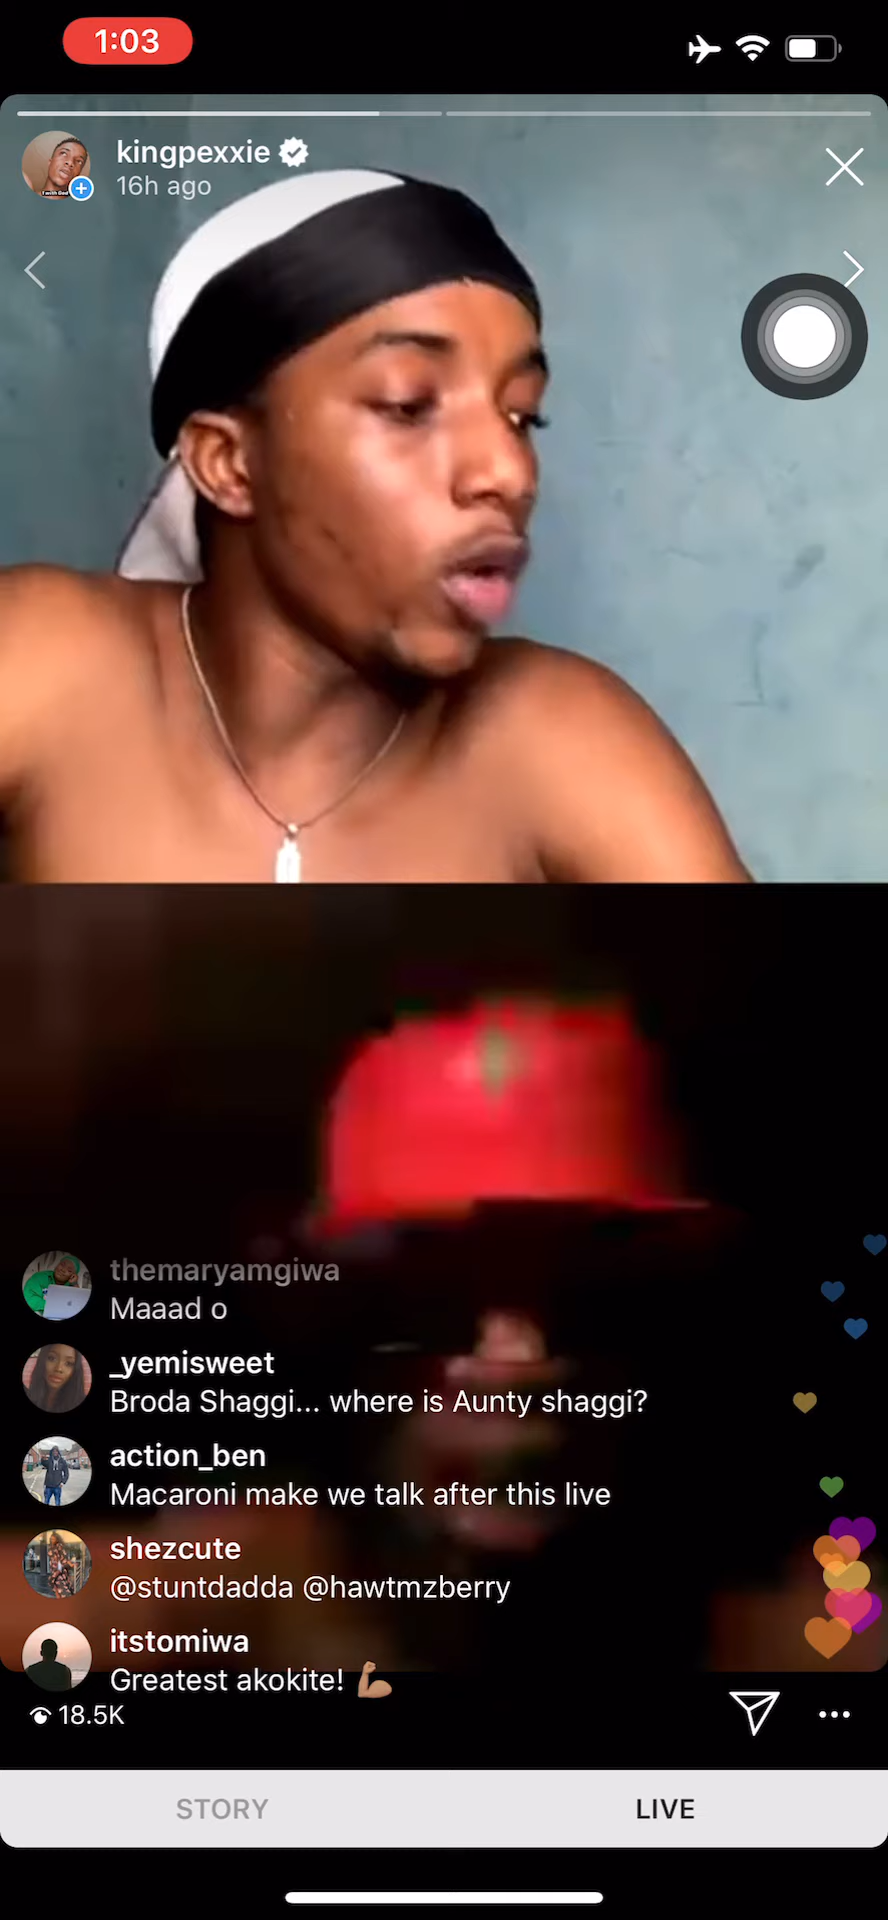 1:03
kingpexxie
16h ago
themaryamgiwa
Maaad o
_yemisweet
Broda Shaggi... where is Aunty shaggi?
action_ben
Macaroni make we talk after this live
shezcute
@stuntdadda @hawtmzberry
itstomiwa
Greatest akokite! 💪🏽
18.5K
STORY
LIVE